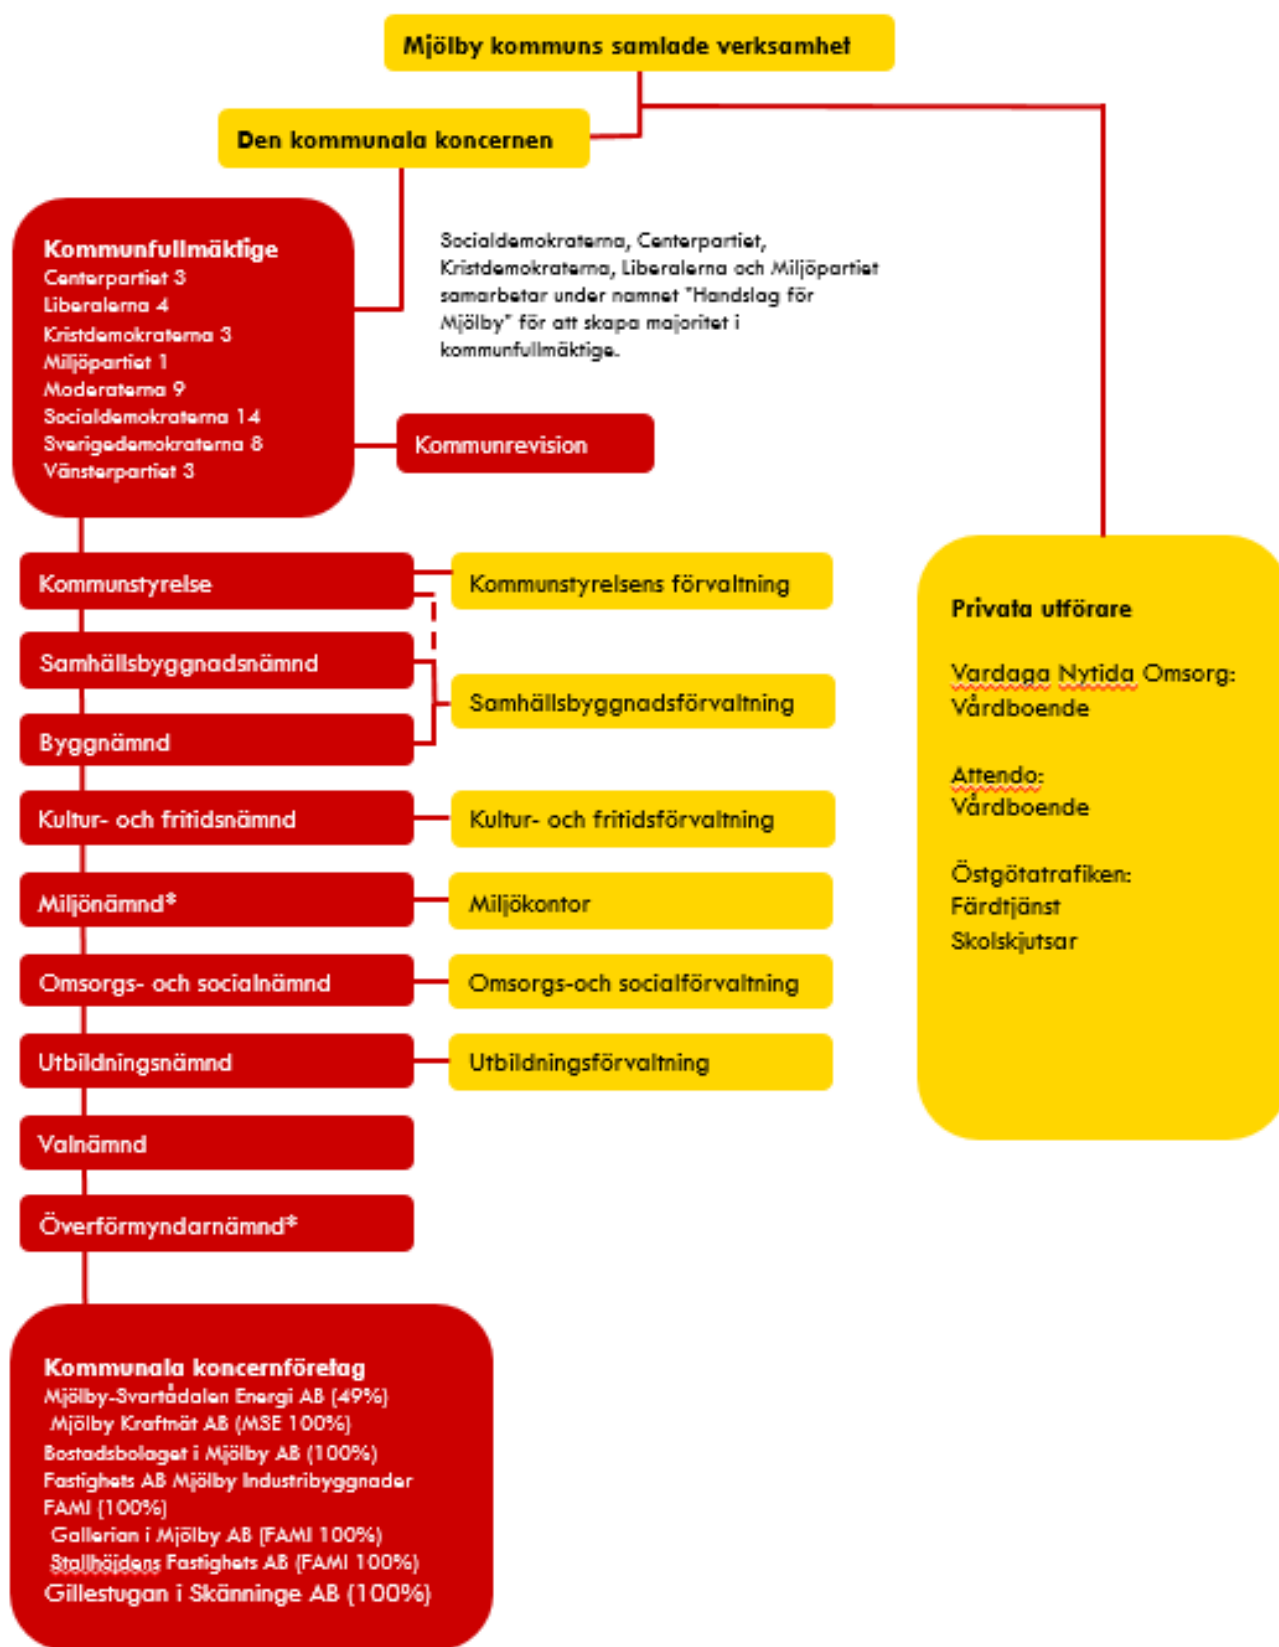 Mjölby kommuns samlade verksamhet
Den kommunala koncernen
Kommunfullmäktige
Centerpartiet 3
Liberalerna 4
Kristdemokraterna 3
Miljöpartiet 1
Moderaterna 9
Socialdemokraterna 14
Sverigedemokraterna 8
Vänsterpartiet 3
Socialdemokraterna, Centerpartiet,
Kristdemokraterna, Liberalerna och Miljöpartiet
samarbetar under namnet "Handslag för
Mjölby" för att skapa majoritet i
kommunfullmäktige.
Kommunrevision
Kommunstyrelse
Kommunstyrelsens förvaltning
Samhällsbyggnadsnämnd
Samhällsbyggnadsförvaltning
Byggnämnd
Kultur- och fritidsnämnd
Kultur- och fritidsförvaltning
Miljönämnd*
Miljökontor
Omsorgs- och socialnämnd
Omsorgs-och socialförvaltning
Utbildningsnämnd
Utbildningsförvaltning
Valnämnd
Överförmyndarnämnd*
Privata utförare
Vardaga Nytida Omsorg:
Vårdboende
Attendo:
Vårdboende
Östgötatrafiken:
Färdtjänst
Skolskjutsar
Kommunala koncernföretag
Mjölby-Svartådalen Energi AB (49%)
Mjölby Kraftnät AB (MSE 100%)
Bostadsbolaget i Mjölby AB (100%)
Fastighets AB Mjölby Industribyggnader
FAMI (100%)
Gallerian i Mjölby AB (FAMI 100%)
Stallhöjdens Fastighets AB (FAMI 100%)
Gillestugan i Skänninge AB (100%)